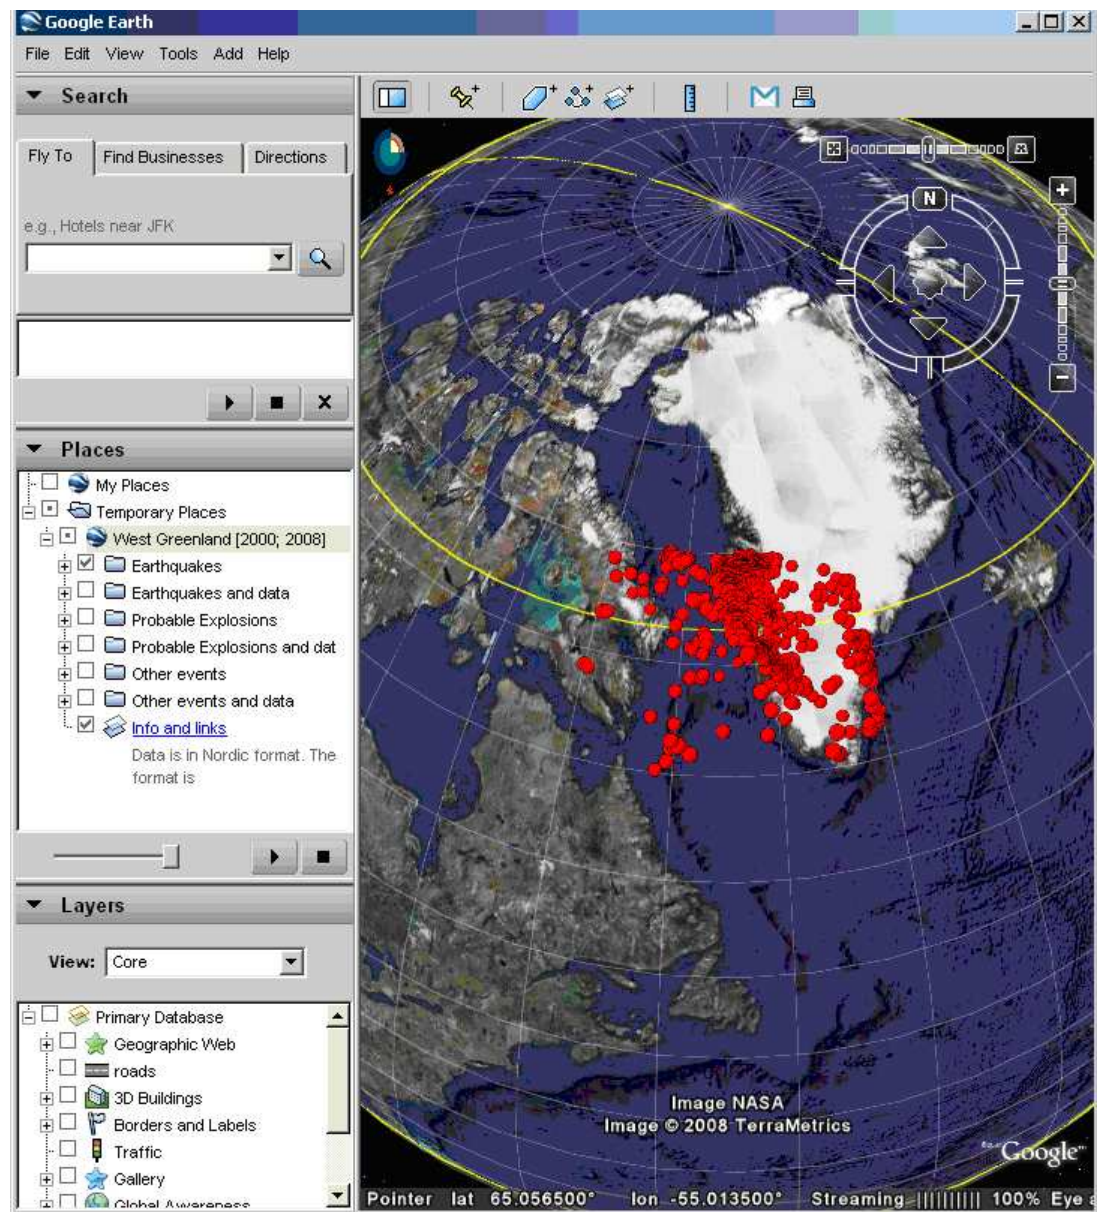 Google Earth
File Edit View Tools Add Help
Search
Fly To
Find Businesses
Directions
e.g., Hotels near JFK
Places
My Places
Temporary Places
West Greenland [2000; 2008]
Earthquakes
Earthquakes and data
Probable Explosions
Probable Explosions and dat
Other events
Other events and data
Info and links
Data is in Nordic format. The
format is
Layers
View: Core
Primary Database
Geographic Web
roads
3D Buildings
Borders and Labels
Traffic
Gallery
Global Awareness
N
Image NASA
Image © 2008 TerraMetrics
Google
Pointer lat 65.056500° lon -55.013500° Streaming |||||||||| 100% Eye a